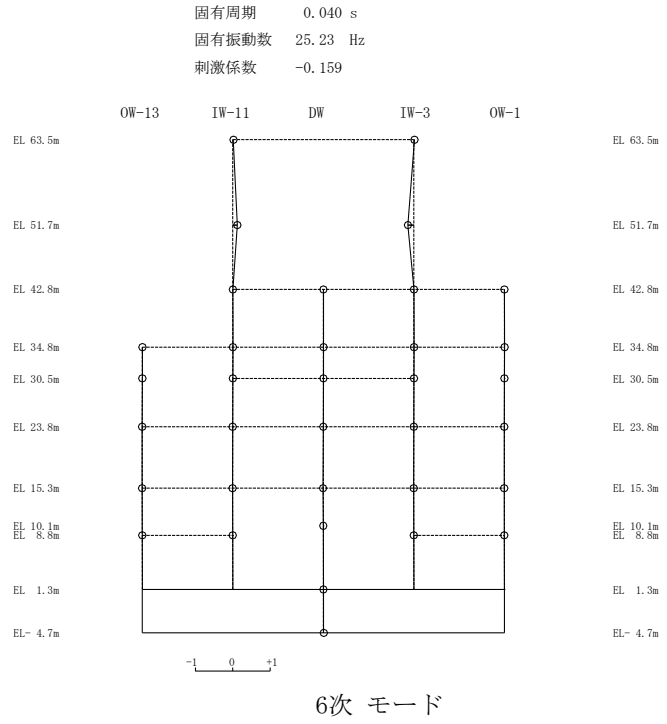 固有周期 0.040 s
固有振動数 25.23 Hz
刺激係数 -0.159
OW-13 IW-11 DW IW-3 OW-1
EL 63.5m EL 63.5m
EL 51.7m EL 51.7m
EL 42.8m EL 42.8m
EL 34.8m EL 34.8m
EL 30.5m EL 30.5m
EL 23.8m EL 23.8m
EL 15.3m EL 15.3m
EL 10.1m EL 10.1m
EL 8.8m EL 8.8m
EL 1.3m EL 1.3m
EL- 4.7m EL- 4.7m
-1 0 +1
6次 モード